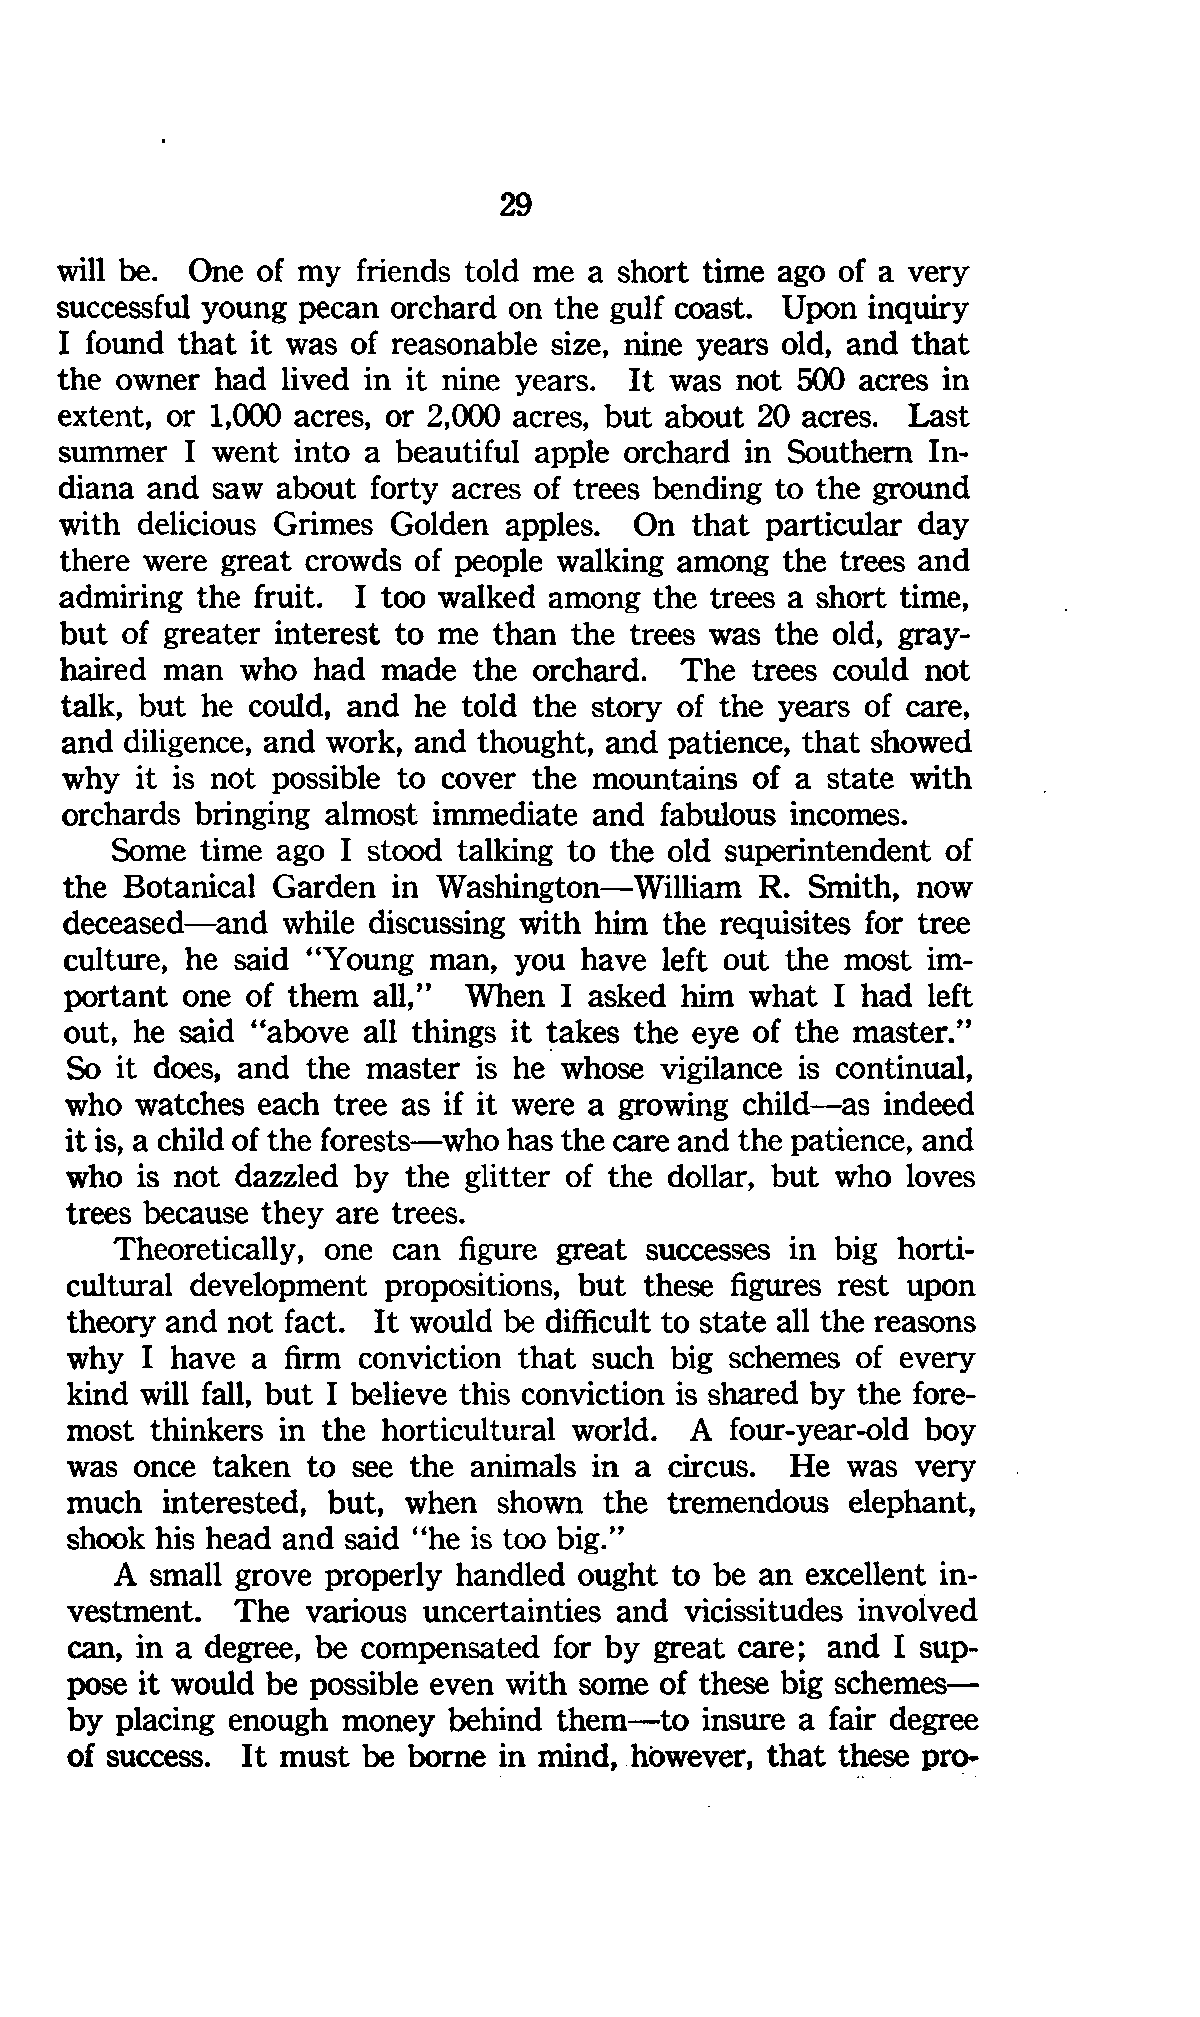 29
will be. One of my friends told me a short time ago of a very
successful young pecan orchard on the gulf coast. Upon inquiry
I found that it was of reasonable size, nine years old, and that
the owner had lived in it nine years. It was not 500 acres in
extent, or 1,000 acres, or 2,000 acres, but about 20 acres. Last
summer I went into a beautiful apple orchard in Southern In-
diana and saw about forty acres of trees bending to the ground
with delicious Grimes Golden apples. On that particular day
there were great crowds of people walking among the trees and
admiring the fruit. I too walked among the trees a short time,
but of greater interest to me than the trees was the old, gray-
haired man who had made the orchard. The trees could not
talk, but he could, and he told the story of the years of care,
and diligence, and work, and thought, and patience, that showed
why it is not possible to cover the mountains of a state with
orchards bringing almost immediate and fabulous incomes.
Some time ago I stood talking to the old superintendent of
the Botanical Garden in Washington—William R. Smith, now
deceased—and while discussing with him the requisites for tree
culture, he said "Young man, you have left out the most im-
portant one of them all," When I asked him what I had left
out, he said "above all things it takes the eye of the master."
So it does, and the master is he whose vigilance is continual,
who watches each tree as if it were a growing child—as indeed
it is, a child of the forests—who has the care and the patience, and
who is not dazzled by the glitter of the dollar, but who loves
trees because they are trees.
Theoretically, one can figure great successes in big horti-
cultural development propositions, but these figures rest upon
theory and not fact. It would be difficult to state all the reasons
why I have a firm conviction that such big schemes of every
kind will fall, but I believe this conviction is shared by the fore-
most thinkers in the horticultural world. A four-year-old boy
was once taken to see the animals in a circus. He was very
much interested, but, when shown the tremendous elephant,
shook his head and said "he is too big."
A small grove properly handled ought to be an excellent in-
vestment. The various uncertainties and vicissitudes involved
can, in a degree, be compensated for by great care; and I sup-
pose it would be possible even with some of these big schemes—
by placing enough money behind them—to insure a fair degree
of success. It must be borne in mind, however, that these pro-